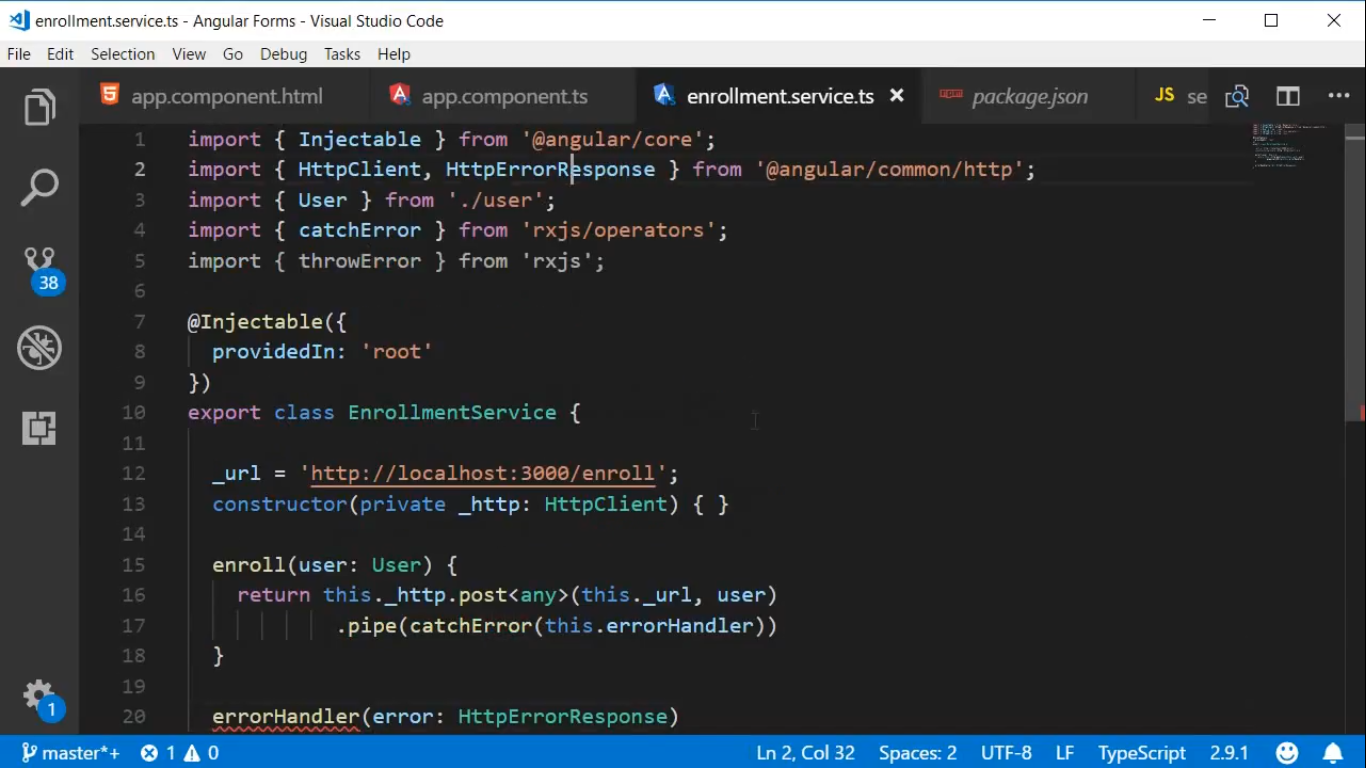 enrollment.service.ts - Angular Forms - Visual Studio Code
File Edit Selection View Go Debug Tasks Help
app.component.html app.component.ts enrollment.service.ts package.json JS se
1 import { Injectable } from '@angular/core';
2 import { HttpClient, HttpErrorResponse } from '@angular/common/http';
3 import { User } from './user';
4 import { catchError } from 'rxjs/operators';
5 import { throwError } from 'rxjs';
6
7 @Injectable({
8 providedIn: 'root'
9 })
10 export class EnrollmentService {
11
12 _url = 'http://localhost:3000/enroll';
13 constructor(private _http: HttpClient) { }
14
15 enroll(user: User) {
16 return this._http.post<any>(this._url, user)
17 .pipe(catchError(this.errorHandler))
18 }
19
20 errorHandler(error: HttpErrorResponse)
38
1
master*+ 1 0 Ln 2, Col 32 Spaces: 2 UTF-8 LF TypeScript 2.9.1